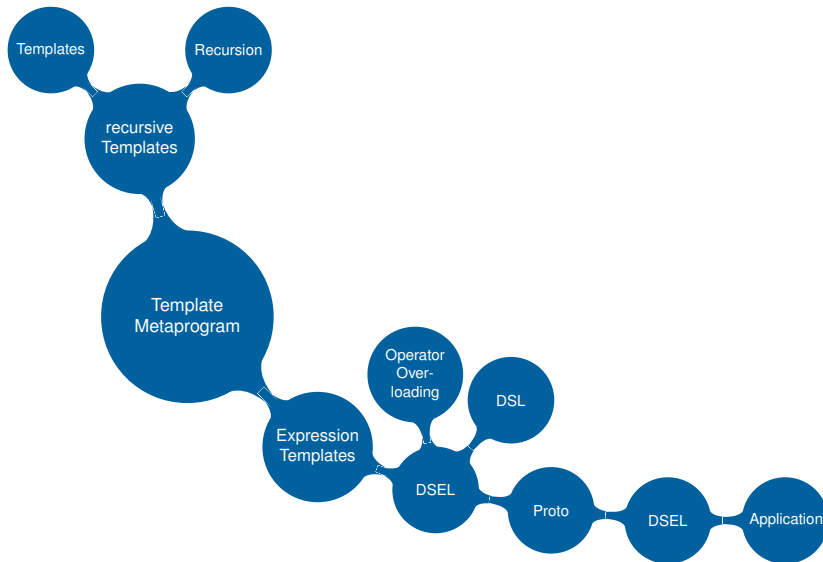 Templates
Recursion
recursive
Templates
Template
Metaprogram
Operator
Over-
loading
DSL
Expression
Templates
DSEL
Proto
DSEL
Application